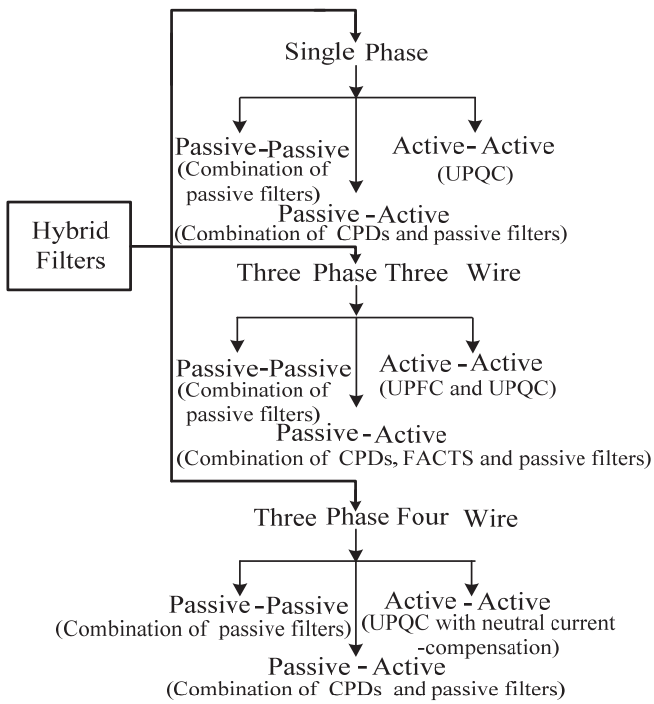 Single Phase
Passive-Passive
(Combination of
passive filters)
Active- Active
(UPQC)
Passive -Active
(Combination of CPDs and passive filters)
Hybrid
Filters
Three Phase Three Wire
Passive-Passive
(Combination of
passive filters)
Active - Active
(UPFC and UPQC)
Passive-Active
(Combination of CPDs, FACTS and passive filters)
Three Phase Four Wire
Passive-Passive
(Combination of passive filters)
Active - Active
(UPQC with neutral current
-compensation)
Passive - Active
(Combination of CPDs and passive filters)